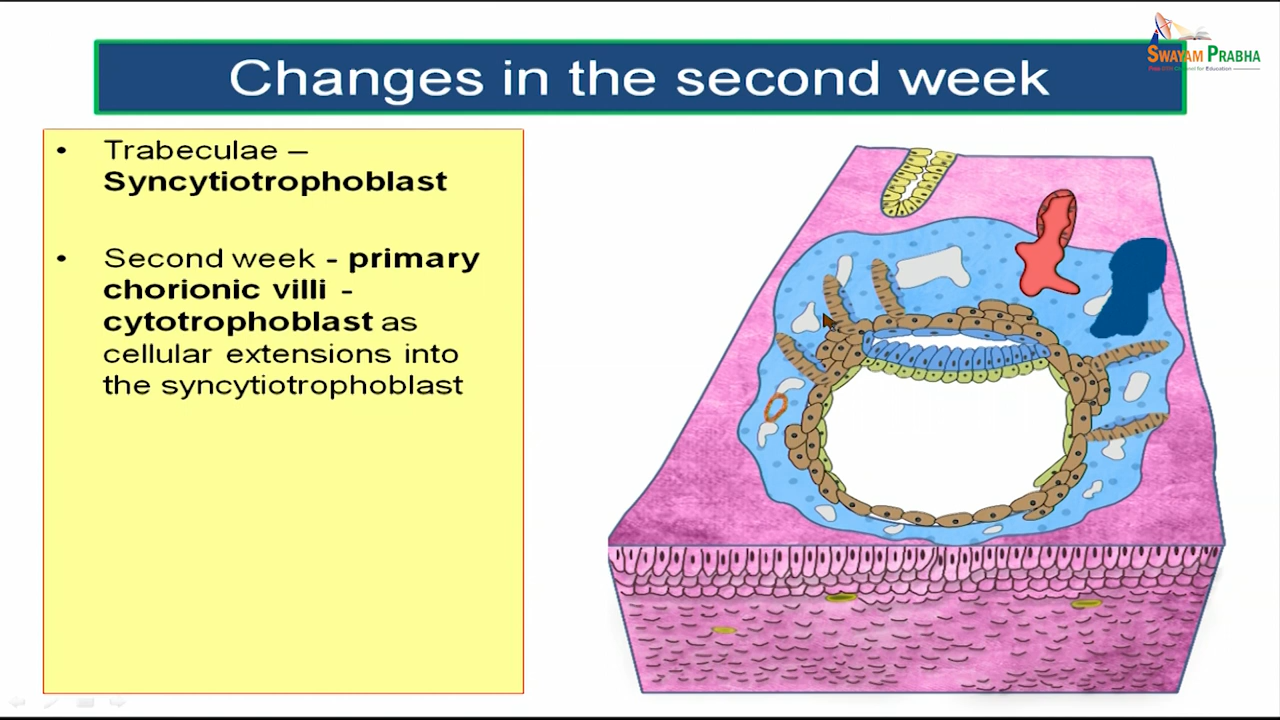 SWAYAM PRABHA
Changes in the second week
• Trabeculae –
Syncytiotrophoblast
• Second week - primary
chorionic villi -
cytotrophoblast as
cellular extensions into
the syncytiotrophoblast